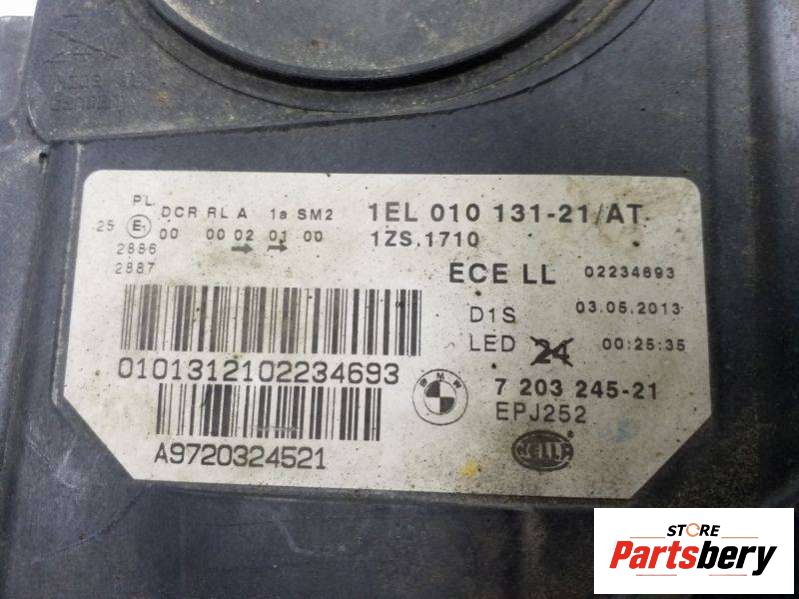 PL DCR RL A 1a SM2 1EL 010 131-21/AT
25 E1 00 00 02 01 00 1ZS.1710
2886
2887
ECE LL 02234693
D1S 03.05.2013
LED 24 00:25:35
0101312102234693
BMW 7 203 245-21
EPJ252
A9720324521
HELLA
STORE
Partsbery